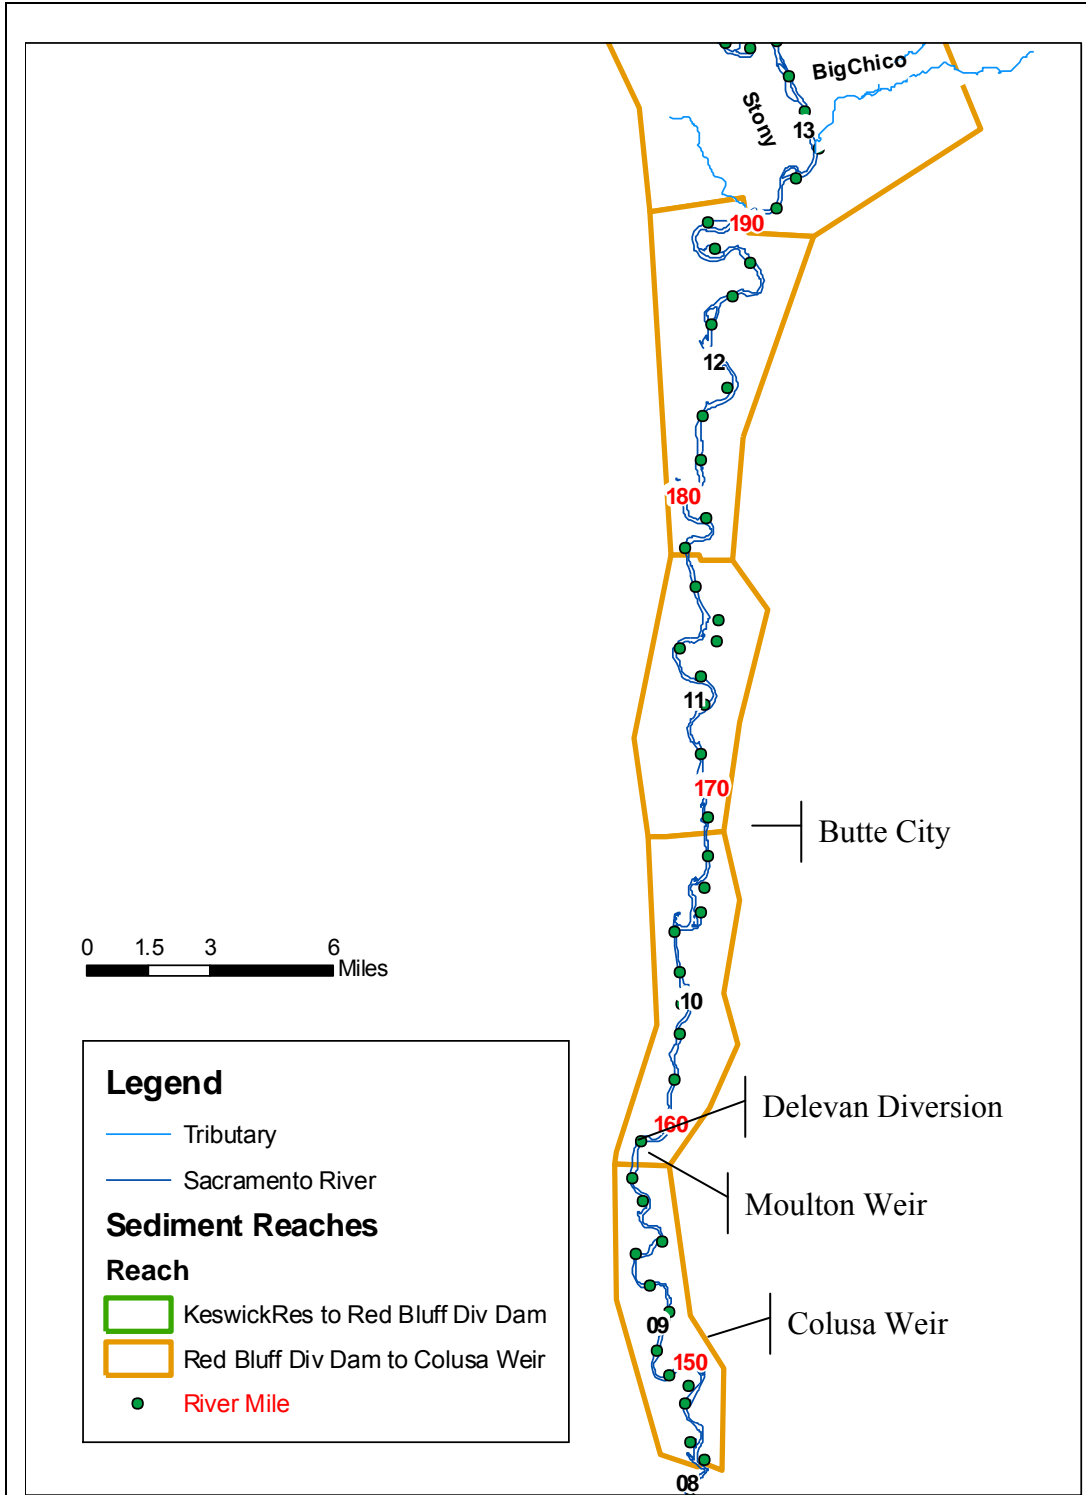 BigChico
Stony
13
190
12
180
11
170
Butte City
0 1.5 3 6
Miles
10
Legend
Tributary
Sacramento River
Sediment Reaches
Reach
KeswickRes to Red Bluff Div Dam
Red Bluff Div Dam to Colusa Weir
River Mile
Delevan Diversion
160
Moulton Weir
Colusa Weir
09
150
08